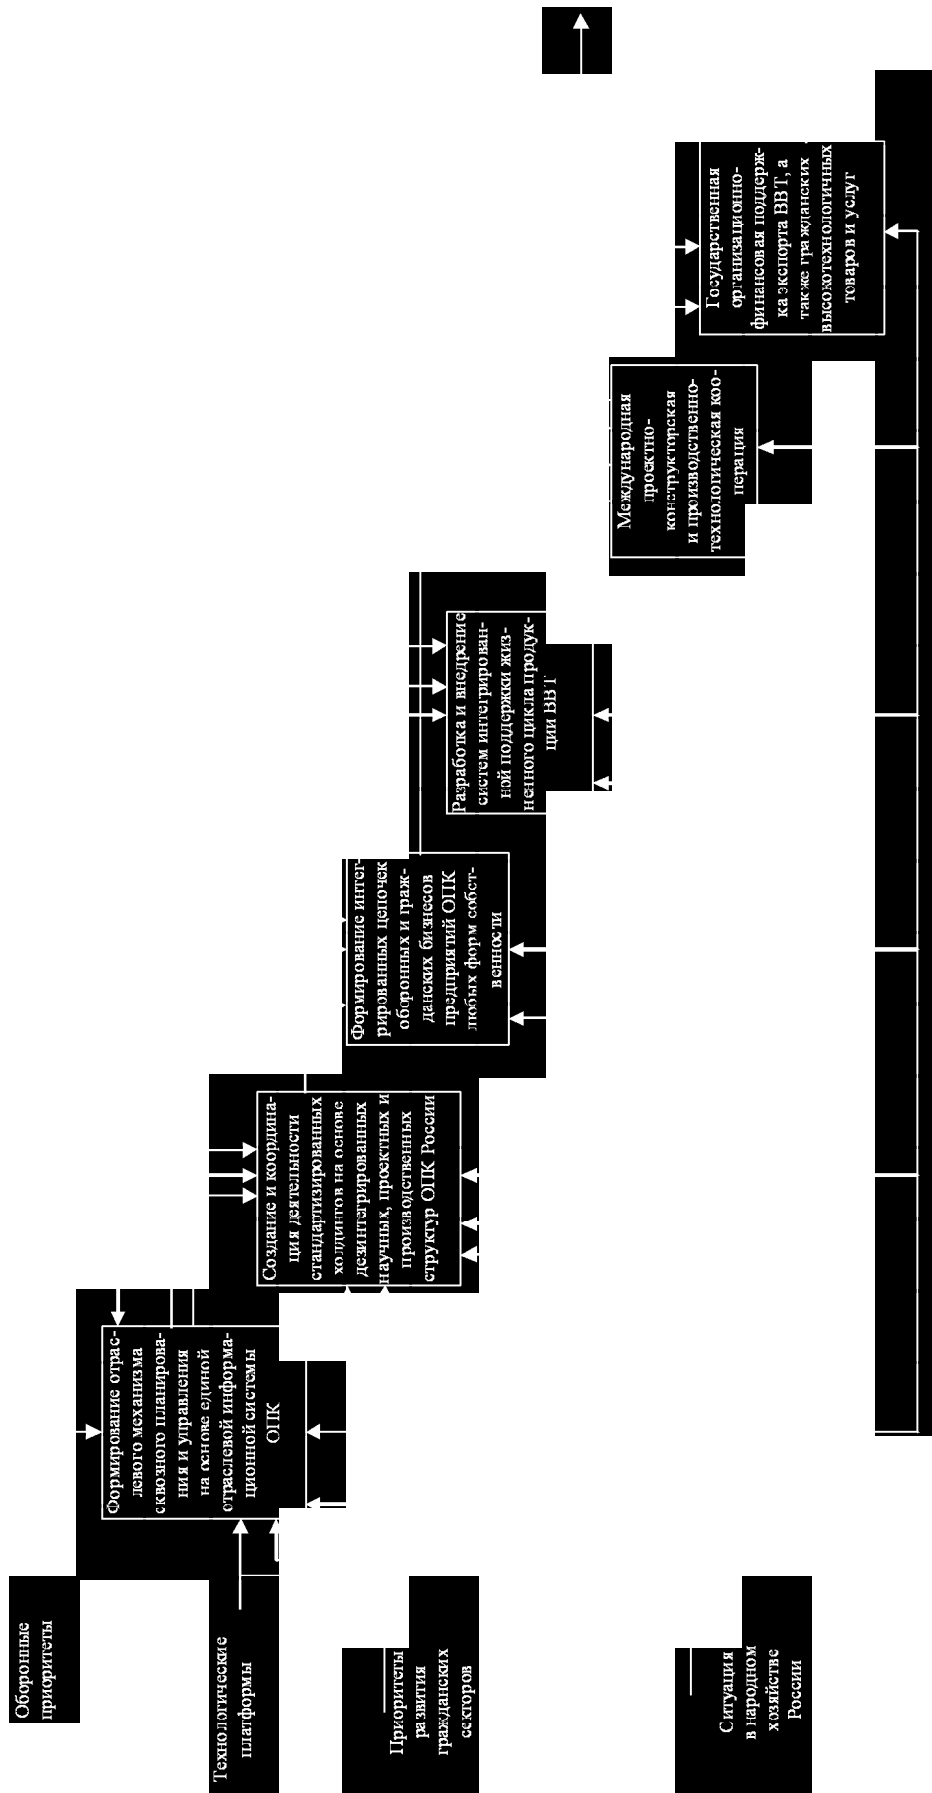 Оборонные
приоритеты
Технологические
платформы
Приоритеты
развития
гражданских
секторов
Ситуация
в народном
хозяйстве
России
Формирование отрас-
левого механизма
сквозного планирова-
ния и управления
на основе единой
отраслевой информа-
ционной системы
ОПК
Создание и координа-
ция деятельности
стандартизированных
холдингов на основе
дезинтегрированных
научных, проектных и
производственных
структур ОПК России
Формирование интег-
рированных цепочек
оборонных и граж-
данских бизнесов
предприятий ОПК
любых форм собст-
венности
Разработка и внедрение
систем интегрирован-
ной поддержки жиз-
ненного цикла продук-
ции ВВТ
Международная
проектно-
конструкторская
и производственно-
технологическая коо-
перация
Государственная
организационно-
финансовая поддерж-
ка экспорта ВВТ, а
также гражданских
высокотехнологичных
товаров и услуг